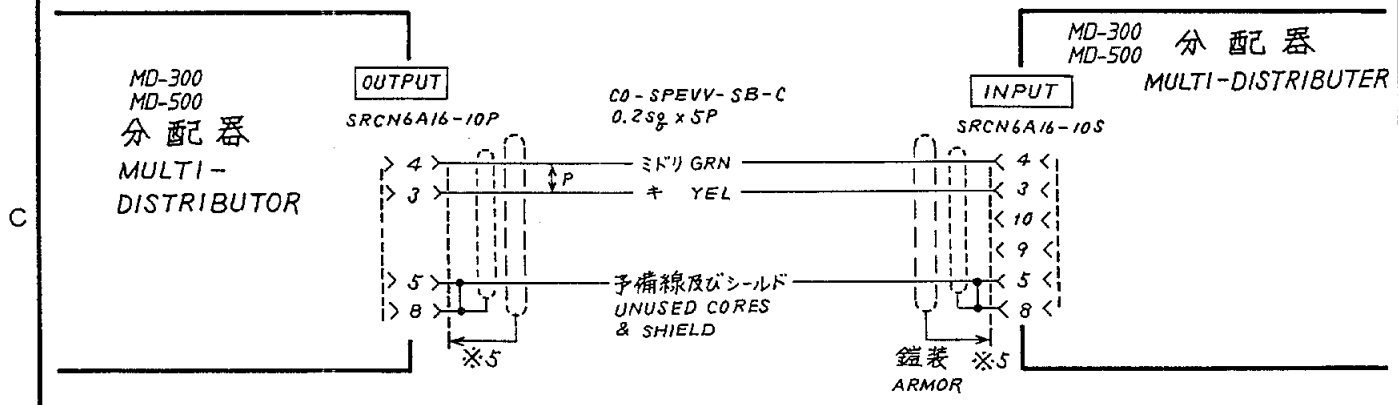 C
MD-300
MD-500
分配器
MULTI-
DISTRIBUTOR
OUTPUT
SRCN6A16-10P
4
3
5
8
CO-SPEVV-SB-C
0.2sq x 5P
ミドリ GRN
P
キ YEL
予備線及びシールド
UNUSED CORES
& SHIELD
※5
鎧装
ARMOR
※5
INPUT
SRCN6A16-10S
4
3
10
9
5
8
MD-300
MD-500
分配器
MULTI-DISTRIBUTER